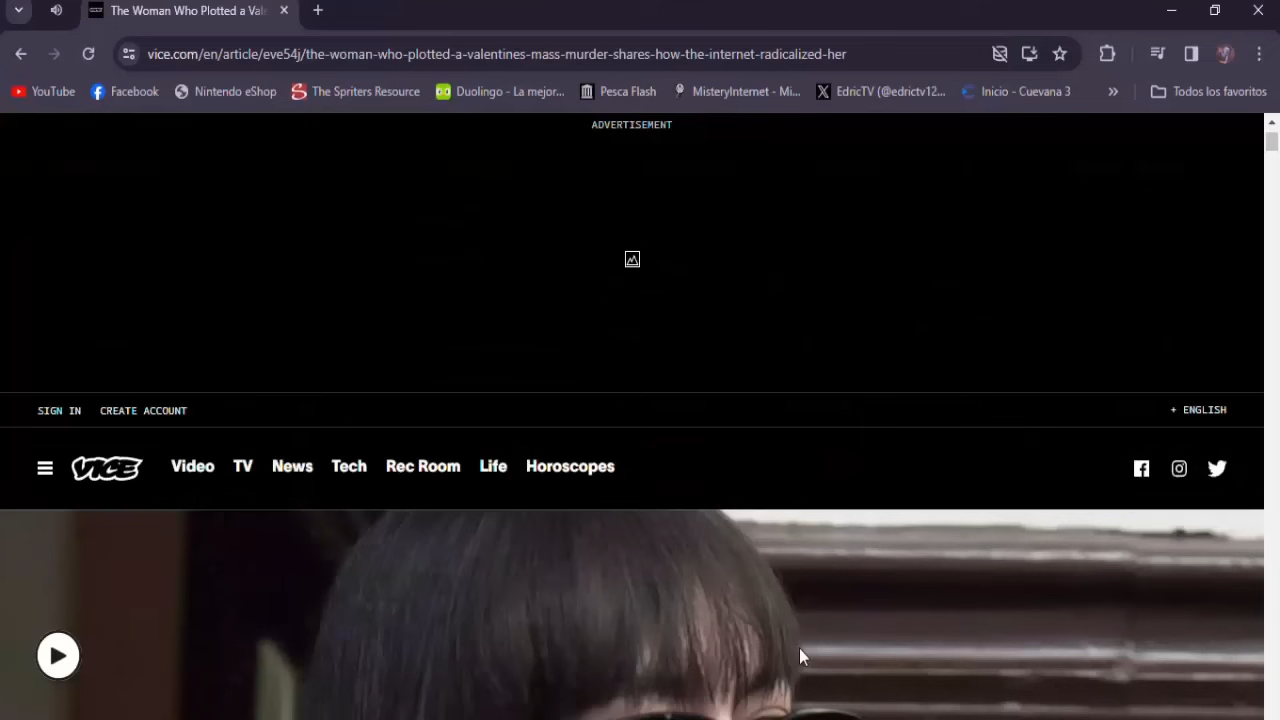 The Woman Who Plotted a Val
vice.com/en/article/eve54j/the-woman-who-plotted-a-valentines-mass-murder-shares-how-the-internet-radicalized-her
YouTube Facebook Nintendo eShop The Spriters Resource Duolingo - La mejor... Pesca Flash MisteryInternet - Mi... EdricTV (@edrictv12... Inicio - Cuevana 3 » Todos los favoritos
ADVERTISEMENT
SIGN IN CREATE ACCOUNT + ENGLISH
VICE Video TV News Tech Rec Room Life Horoscopes